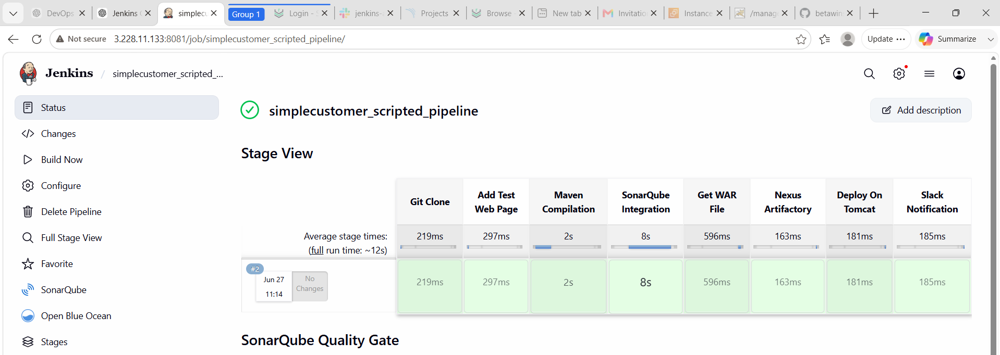 DevOps
Jenkins
simplecu
Group 1
Login - S
jenkins-a
Projects
Browse
New tab
Invitation
Instance
/manag
betawin
Not secure
3.228.11.133:8081/job/simplecustomer_scripted_pipeline/
Update
Summarize
Jenkins / simplecustomer_scripted_...
Status
Changes
Build Now
Configure
Delete Pipeline
Full Stage View
Favorite
SonarQube
Open Blue Ocean
Stages
simplecustomer_scripted_pipeline
Add description
Stage View
Git Clone
Add Test
Web Page
Maven
Compilation
SonarQube
Integration
Get WAR
File
Nexus
Artifactory
Deploy On
Tomcat
Slack
Notification
Average stage times:
(full run time: ~12s)
219ms
297ms
2s
8s
596ms
163ms
181ms
185ms
#2
Jun 27
11:14
No
Changes
219ms
297ms
2s
8s
596ms
163ms
181ms
185ms
SonarQube Quality Gate